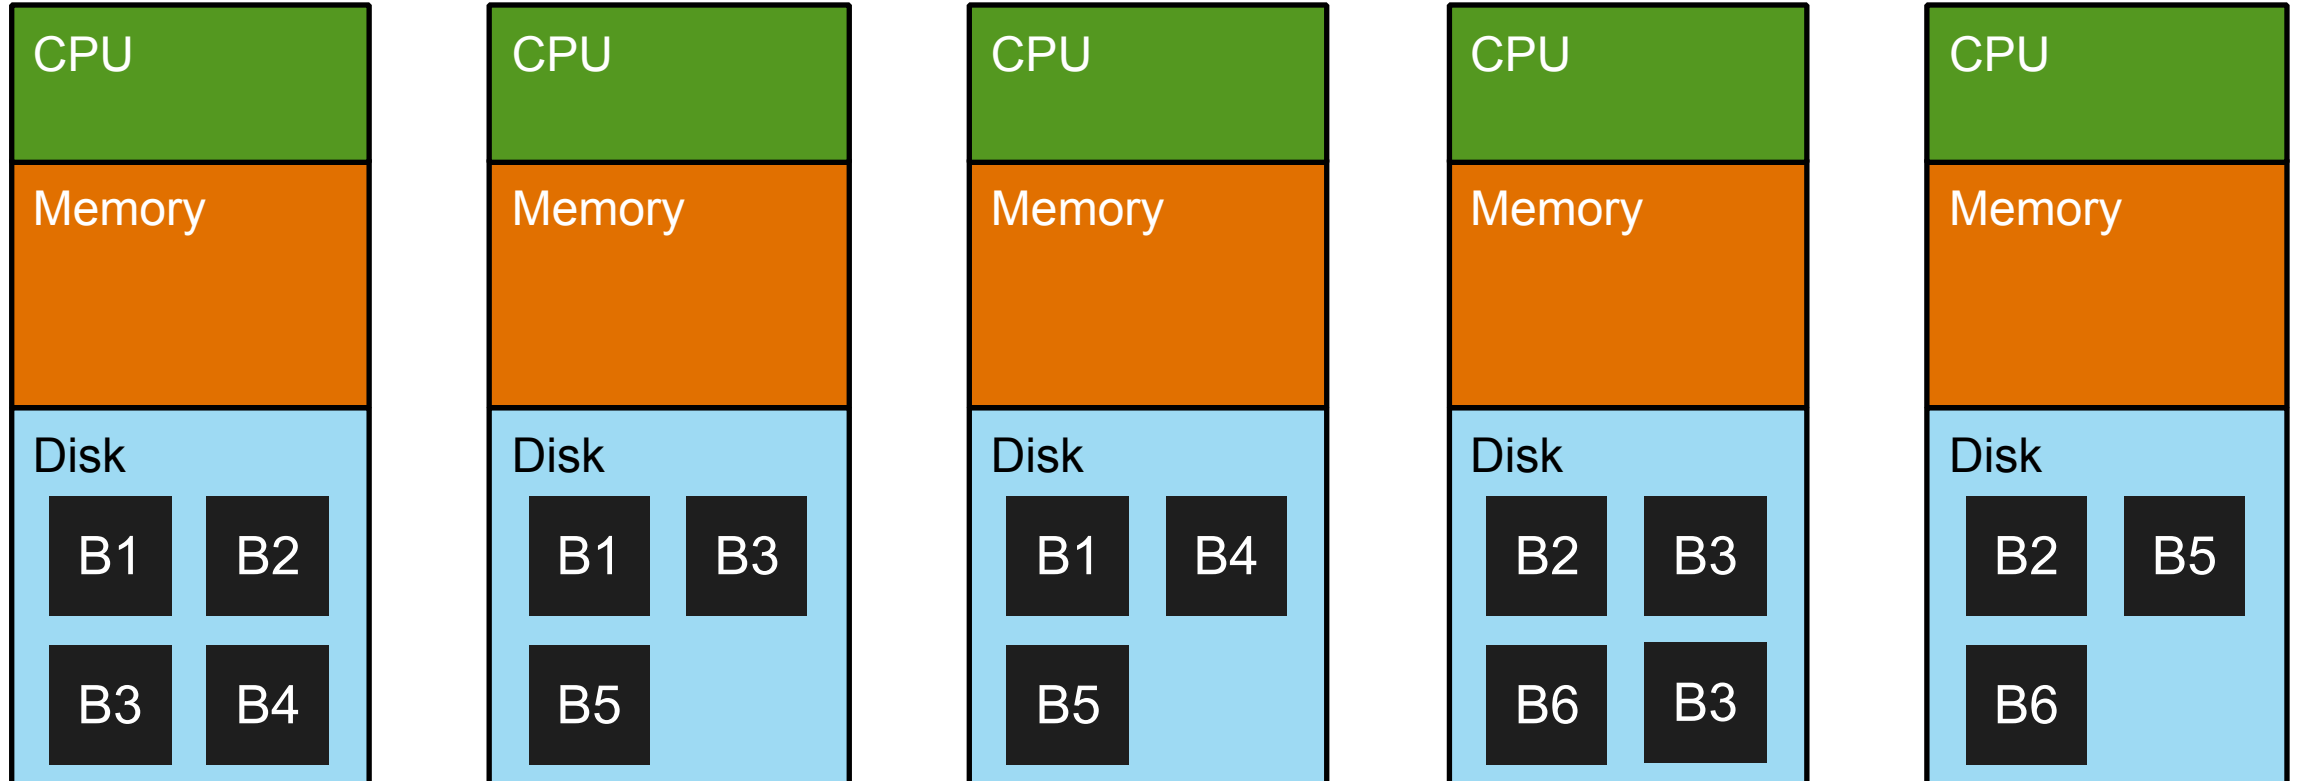 CPU
Memory
Disk
B1 B2
B3 B4
CPU
Memory
Disk
B1 B3
B5
CPU
Memory
Disk
B1 B4
B5
CPU
Memory
Disk
B2 B3
B6 B3
CPU
Memory
Disk
B2 B5
B6